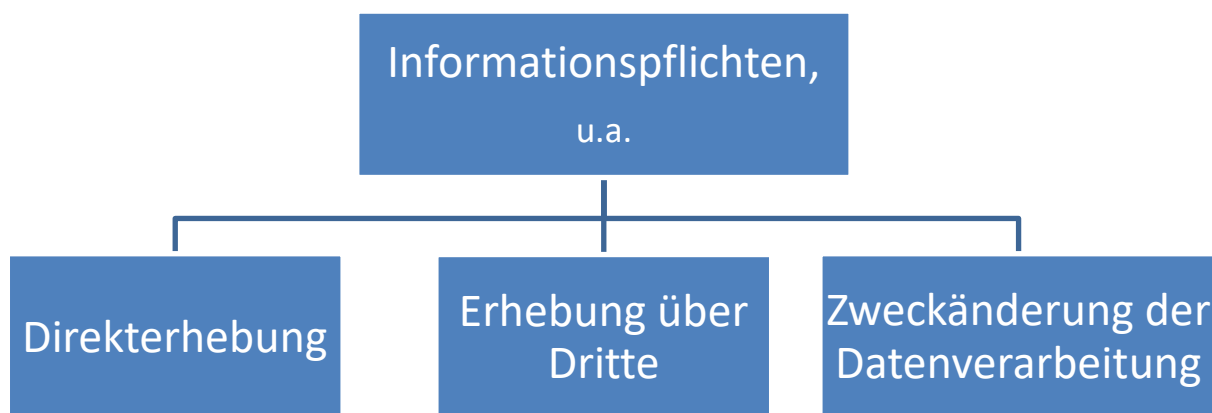 Informationspflichten,
u.a.
Direkterhebung
Erhebung über
Dritte
Zweckänderung der
Datenverarbeitung